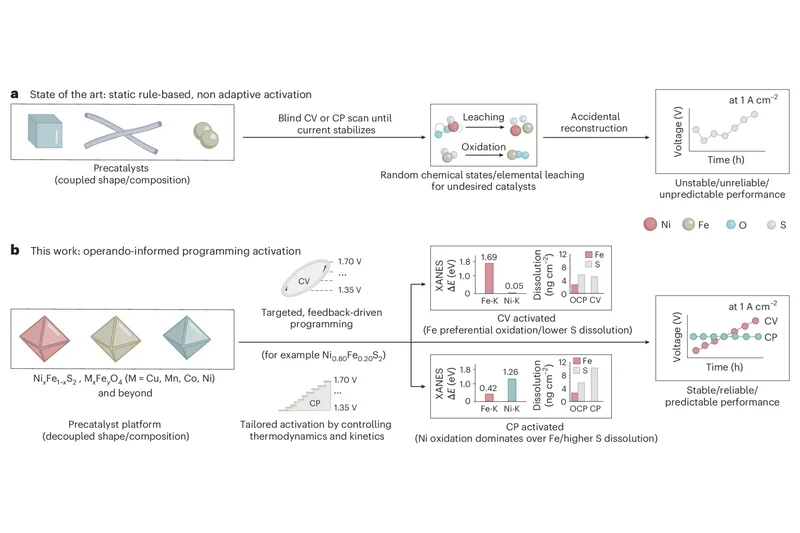 a State of the art: static rule-based, non adaptive activation
Precatalysts
(coupled shape/composition)
Blind CV or CP scan until
current stabilizes
Leaching
Oxidation
Random chemical states/elemental leaching
for undesired catalysts
Accidental
reconstruction
at 1 A cm⁻²
Voltage (V)
Time (h)
Unstable/unreliable/
unpredictable performance
Ni Fe O S
b This work: operando-informed programming activation
NiₓFe₁₋ₓS₂, MₓFeᵧO₄ (M = Cu, Mn, Co, Ni)
and beyond
Precatalyst platform
(decoupled shape/composition)
CV
1.70 V
...
1.35 V
Targeted, feedback-driven
programming
(for example Ni₀.₈₀Fe₀.₂₀S₂)
CP
1.70 V
...
1.35 V
Tailored activation by controlling
thermodynamics and kinetics
XANES
ΔE (eV)
1.8
1.0
0
1.69
0.05
Fe-K Ni-K
Dissolution
(ng cm⁻²)
12
8
4
0
Fe
S
OCP CV
CV activated
(Fe preferential oxidation/lower S dissolution)
XANES
ΔE (eV)
1.8
1.0
0
0.42
1.26
Fe-K Ni-K
Dissolution
(ng cm⁻²)
12
8
4
0
Fe
S
OCP CP
CP activated
(Ni oxidation dominates over Fe/higher S dissolution)
at 1 A cm⁻²
CV
CP
Voltage (V)
Time (h)
Stable/reliable/
predictable performance